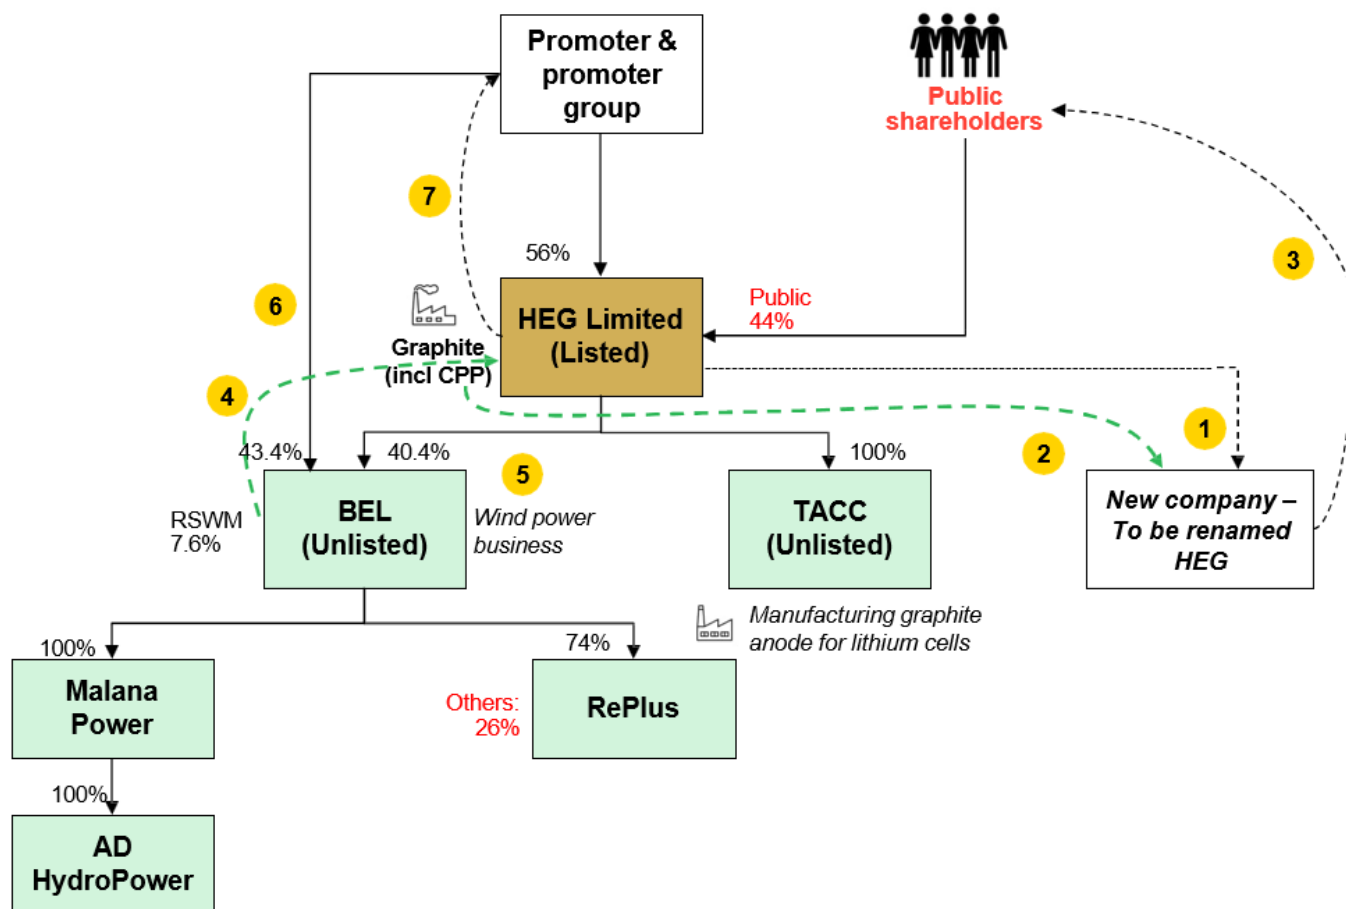 Promoter &
promoter
group
Public
shareholders
7
3
56%
6
HEG Limited
(Listed)
Public
44%
Graphite
(incl CPP)
4
1
2
43.4%
40.4%
5
100%
RSWM
7.6%
BEL
(Unlisted)
Wind power
business
TACC
(Unlisted)
New company –
To be renamed
HEG
Manufacturing graphite
anode for lithium cells
100%
74%
Malana
Power
Others:
26%
RePlus
100%
AD
HydroPower